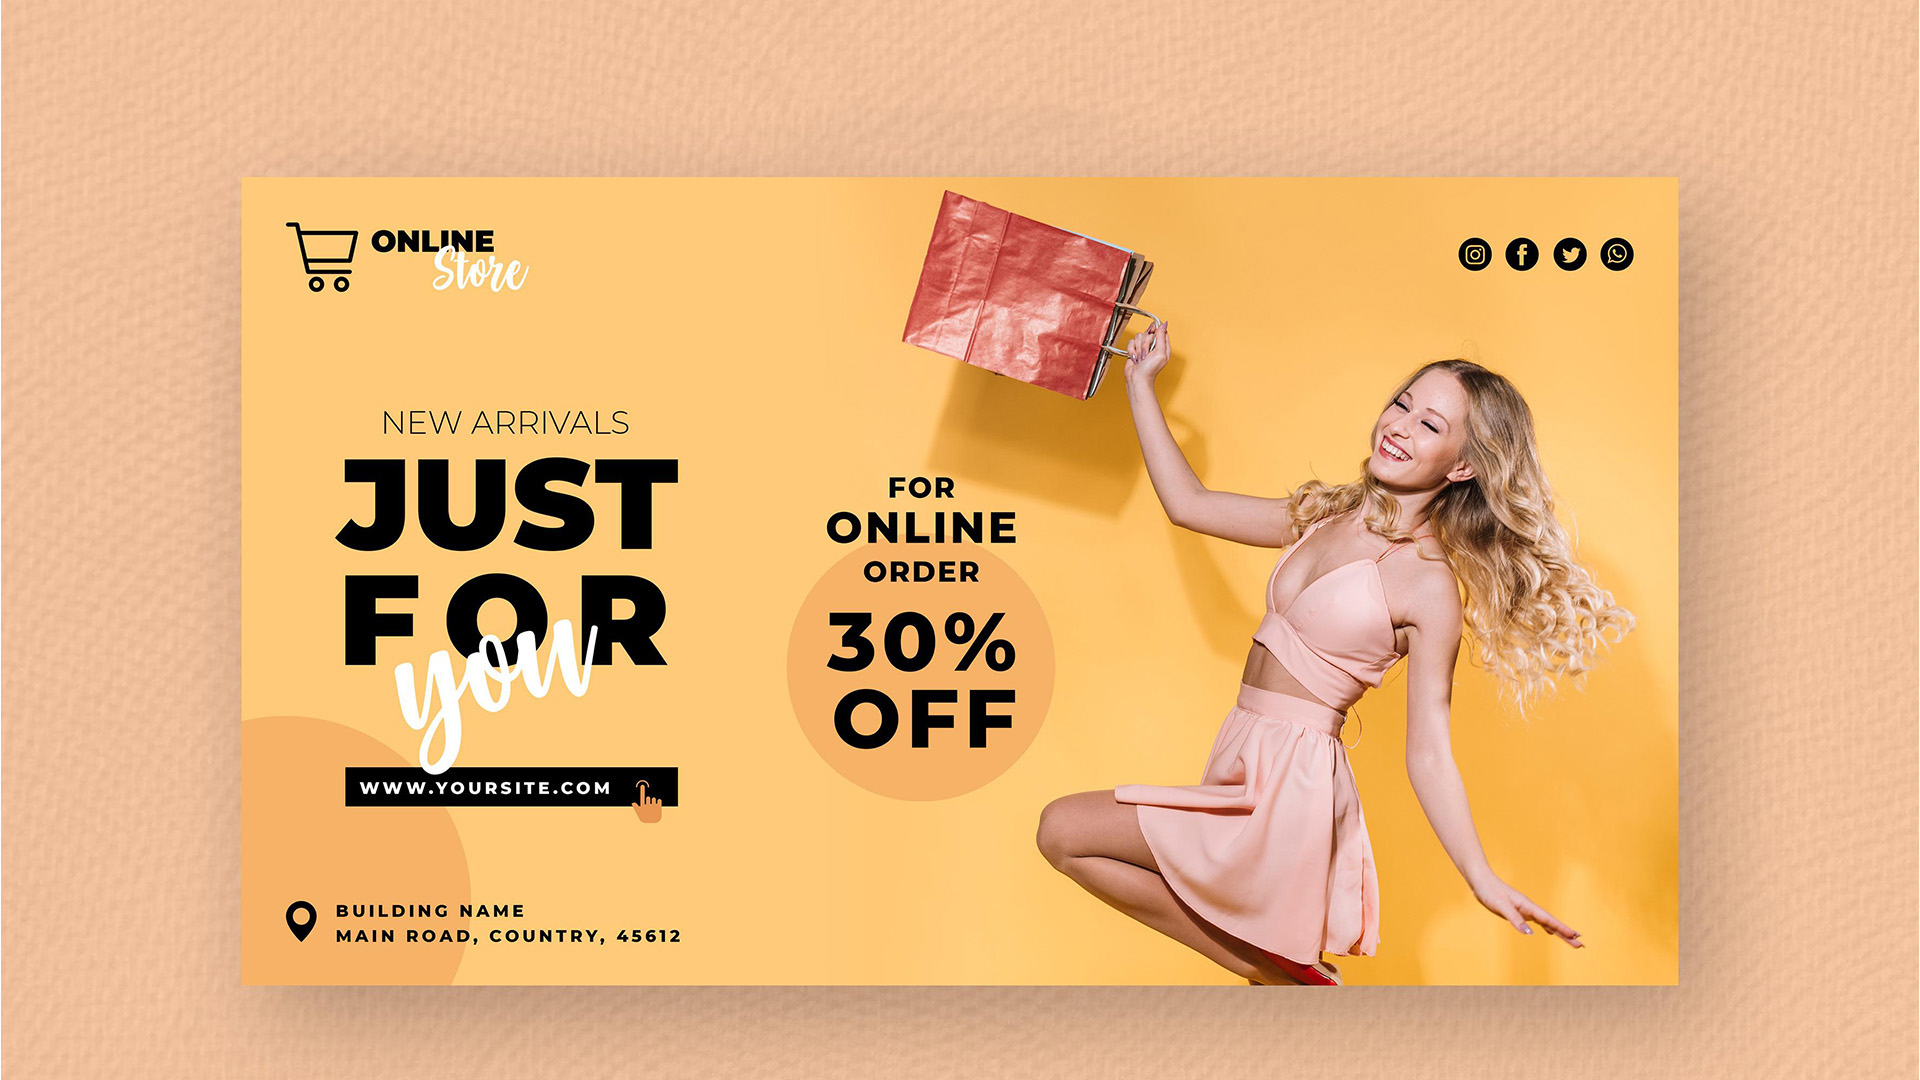 ONLINE
Store
NEW ARRIVALS
JUST
FOR
you
WWW.YOURSITE.COM
FOR
ONLINE
ORDER
30%
OFF
BUILDING NAME
MAIN ROAD, COUNTRY, 45612